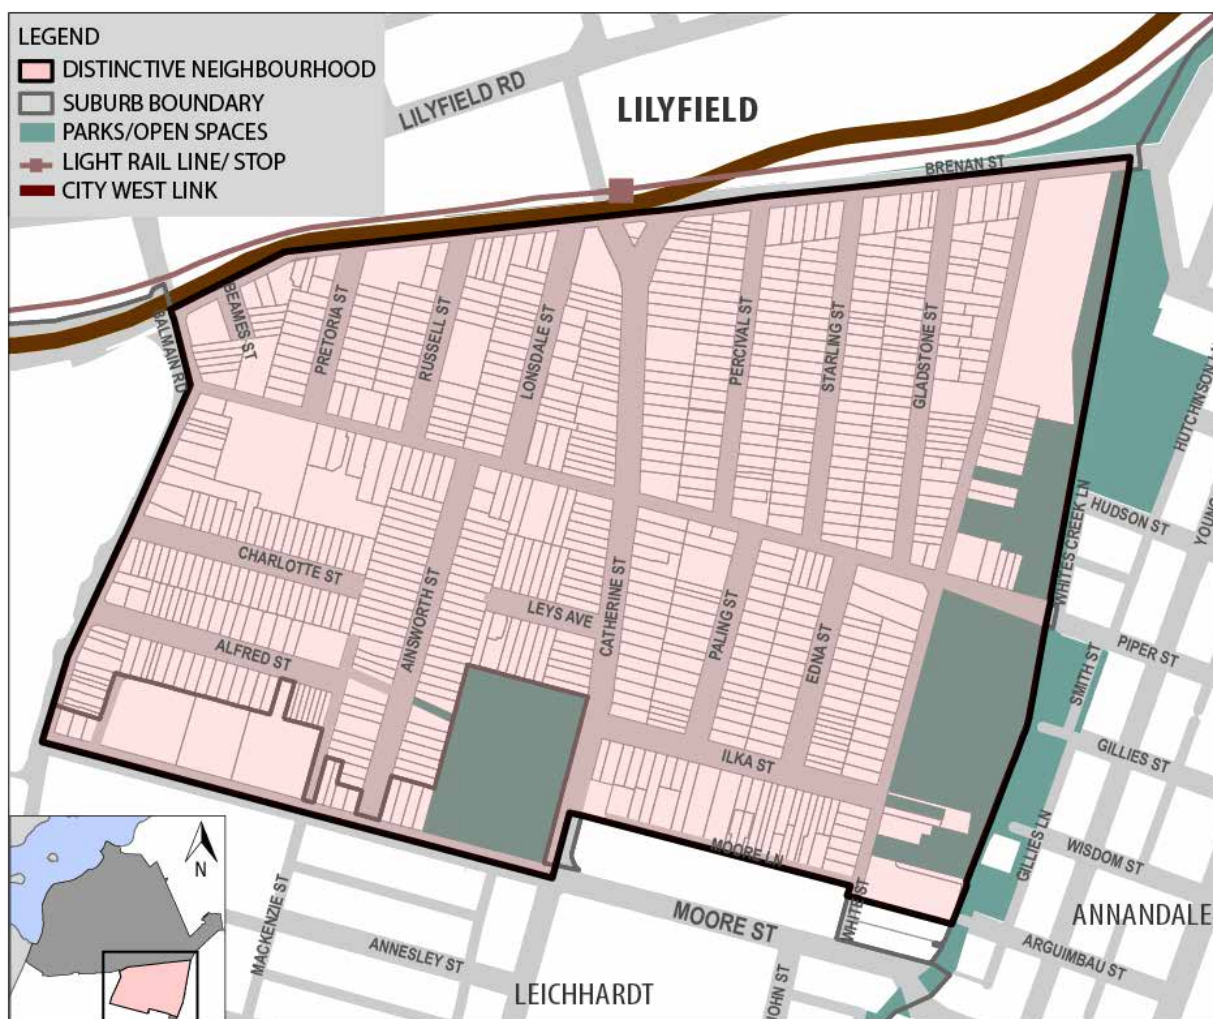 LEGEND
DISTINCTIVE NEIGHBOURHOOD
SUBURB BOUNDARY
PARKS/OPEN SPACES
LIGHT RAIL LINE/ STOP
CITY WEST LINK
LILYFIELD RD
LILYFIELD
BRENAN ST
BALMAIN RD
BEAMES ST
PRETORIA ST
RUSSELL ST
LONSDALE ST
PERCIVAL ST
STARLING ST
GLADSTONE ST
HUTCHINSON LN
WHITES CREEK LN
HUDSON ST
YOUNG
CHARLOTTE ST
AINSWORTH ST
LEYS AVE
CATHERINE ST
PALING ST
EDNA ST
ALFRED ST
SMITH ST
PIPER ST
ILKA ST
GILLIES ST
MOORE LN
GILLIES LN
WISDOM ST
N
MACKENZIE ST
MOORE ST
WHITE ST
ANNANDALE
ANNESLEY ST
ARGUIMBAU ST
LEICHHARDT
JOHN ST